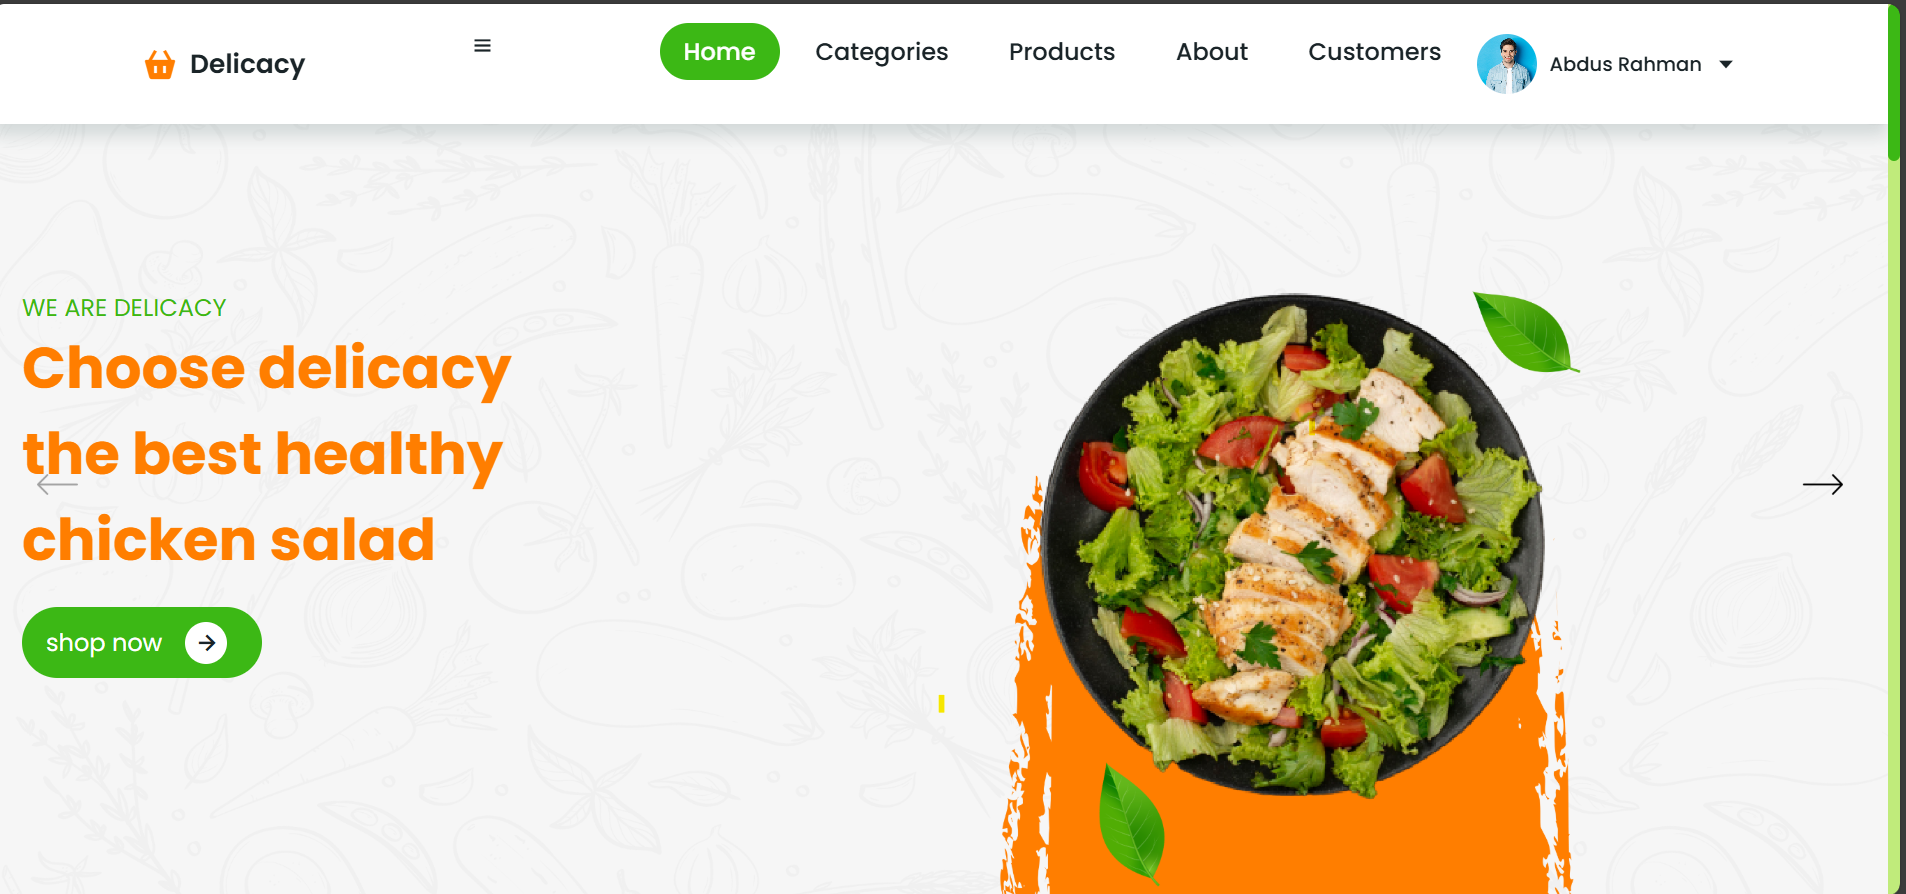 Delicacy
Home
Categories
Products
About
Customers
Abdus Rahman
WE ARE DELICACY
Choose delicacy
the best healthy
chicken salad
shop now